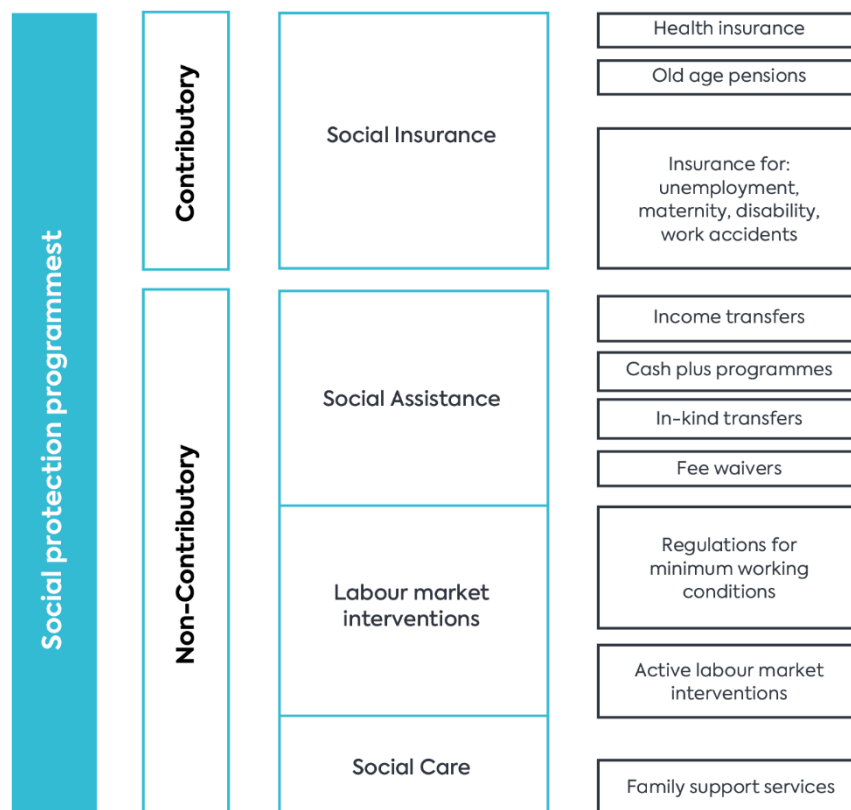 Social protection programmest
Contributory
Social Insurance
Health insurance
Old age pensions
Insurance for:
unemployment,
maternity, disability,
work accidents
Non-Contributory
Social Assistance
Income transfers
Cash plus programmes
In-kind transfers
Fee waivers
Labour market
interventions
Regulations for
minimum working
conditions
Active labour market
interventions
Social Care
Family support services